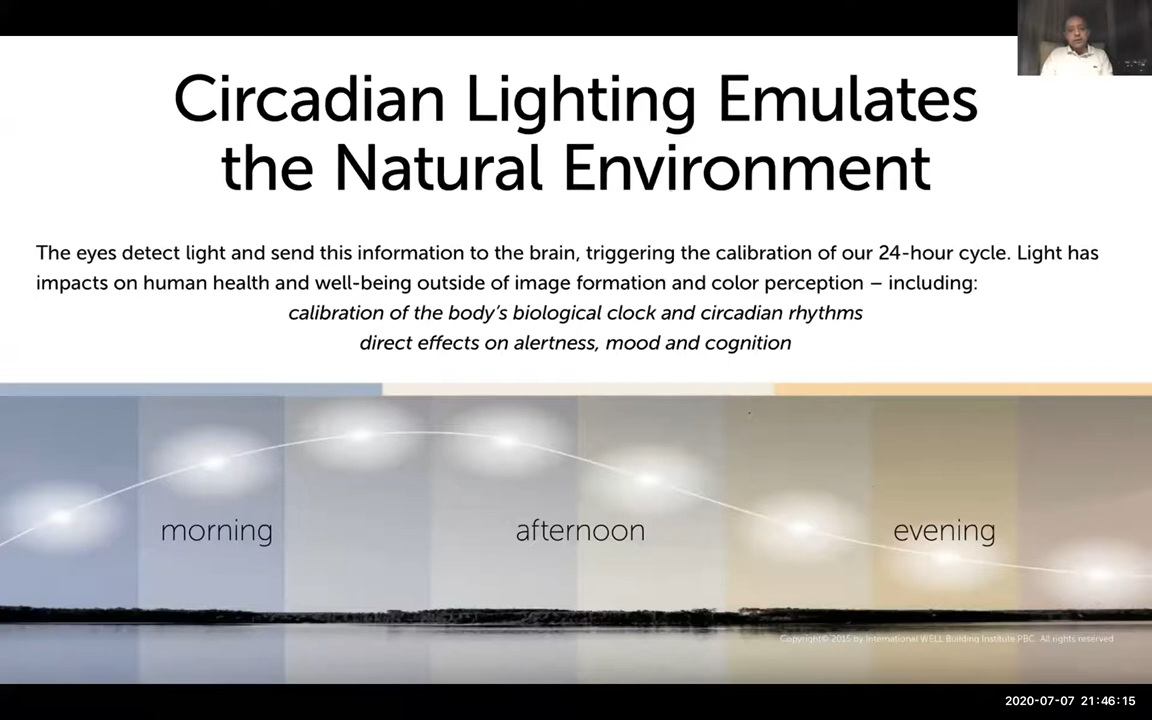 Circadian Lighting Emulates
the Natural Environment
The eyes detect light and send this information to the brain, triggering the calibration of our 24-hour cycle. Light has
impacts on human health and well-being outside of image formation and color perception – including:
calibration of the body’s biological clock and circadian rhythms
direct effects on alertness, mood and cognition
morning
afternoon
evening
Copyright© 2015 by International WELL Building Institute PBC. All rights reserved
2020-07-07 21:46:15